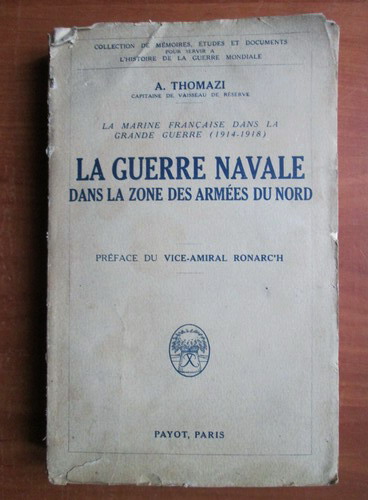 COLLECTION DE MÉMOIRES, ÉTUDES ET DOCUMENTS
POUR SERVIR A
L'HISTOIRE DE LA GUERRE MONDIALE
A. THOMAZI
CAPITAINE DE VAISSEAU DE RÉSERVE
LA MARINE FRANÇAISE DANS LA
GRANDE GUERRE (1914-1918)
LA GUERRE NAVALE
DANS LA ZONE DES ARMÉES DU NORD
PRÉFACE DU VICE-AMIRAL RONARC'H
PAYOT, PARIS